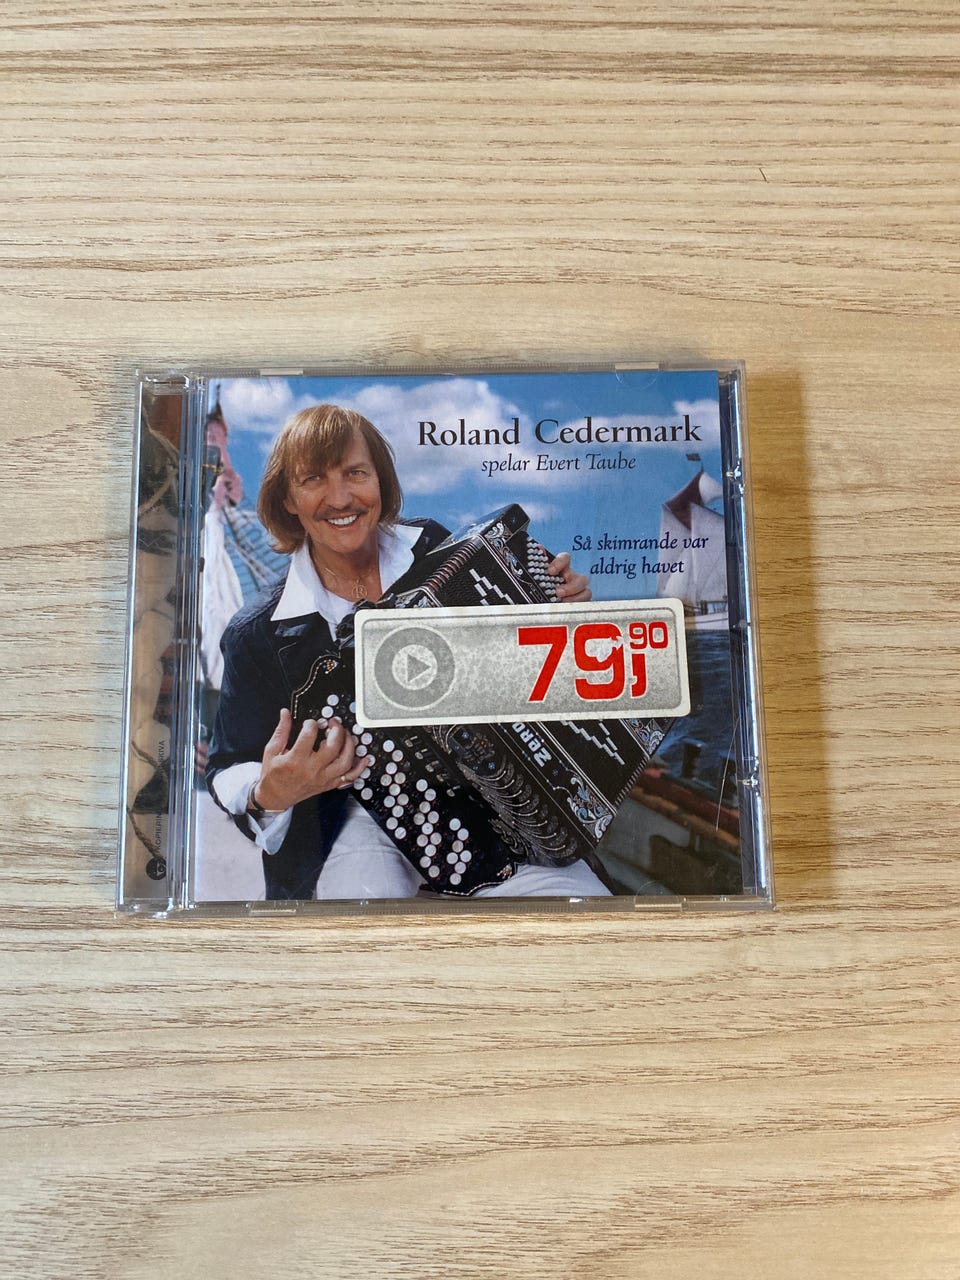 Roland Cedermark
spelar Evert Taube
Så skimrande var
aldrig havet
79,90